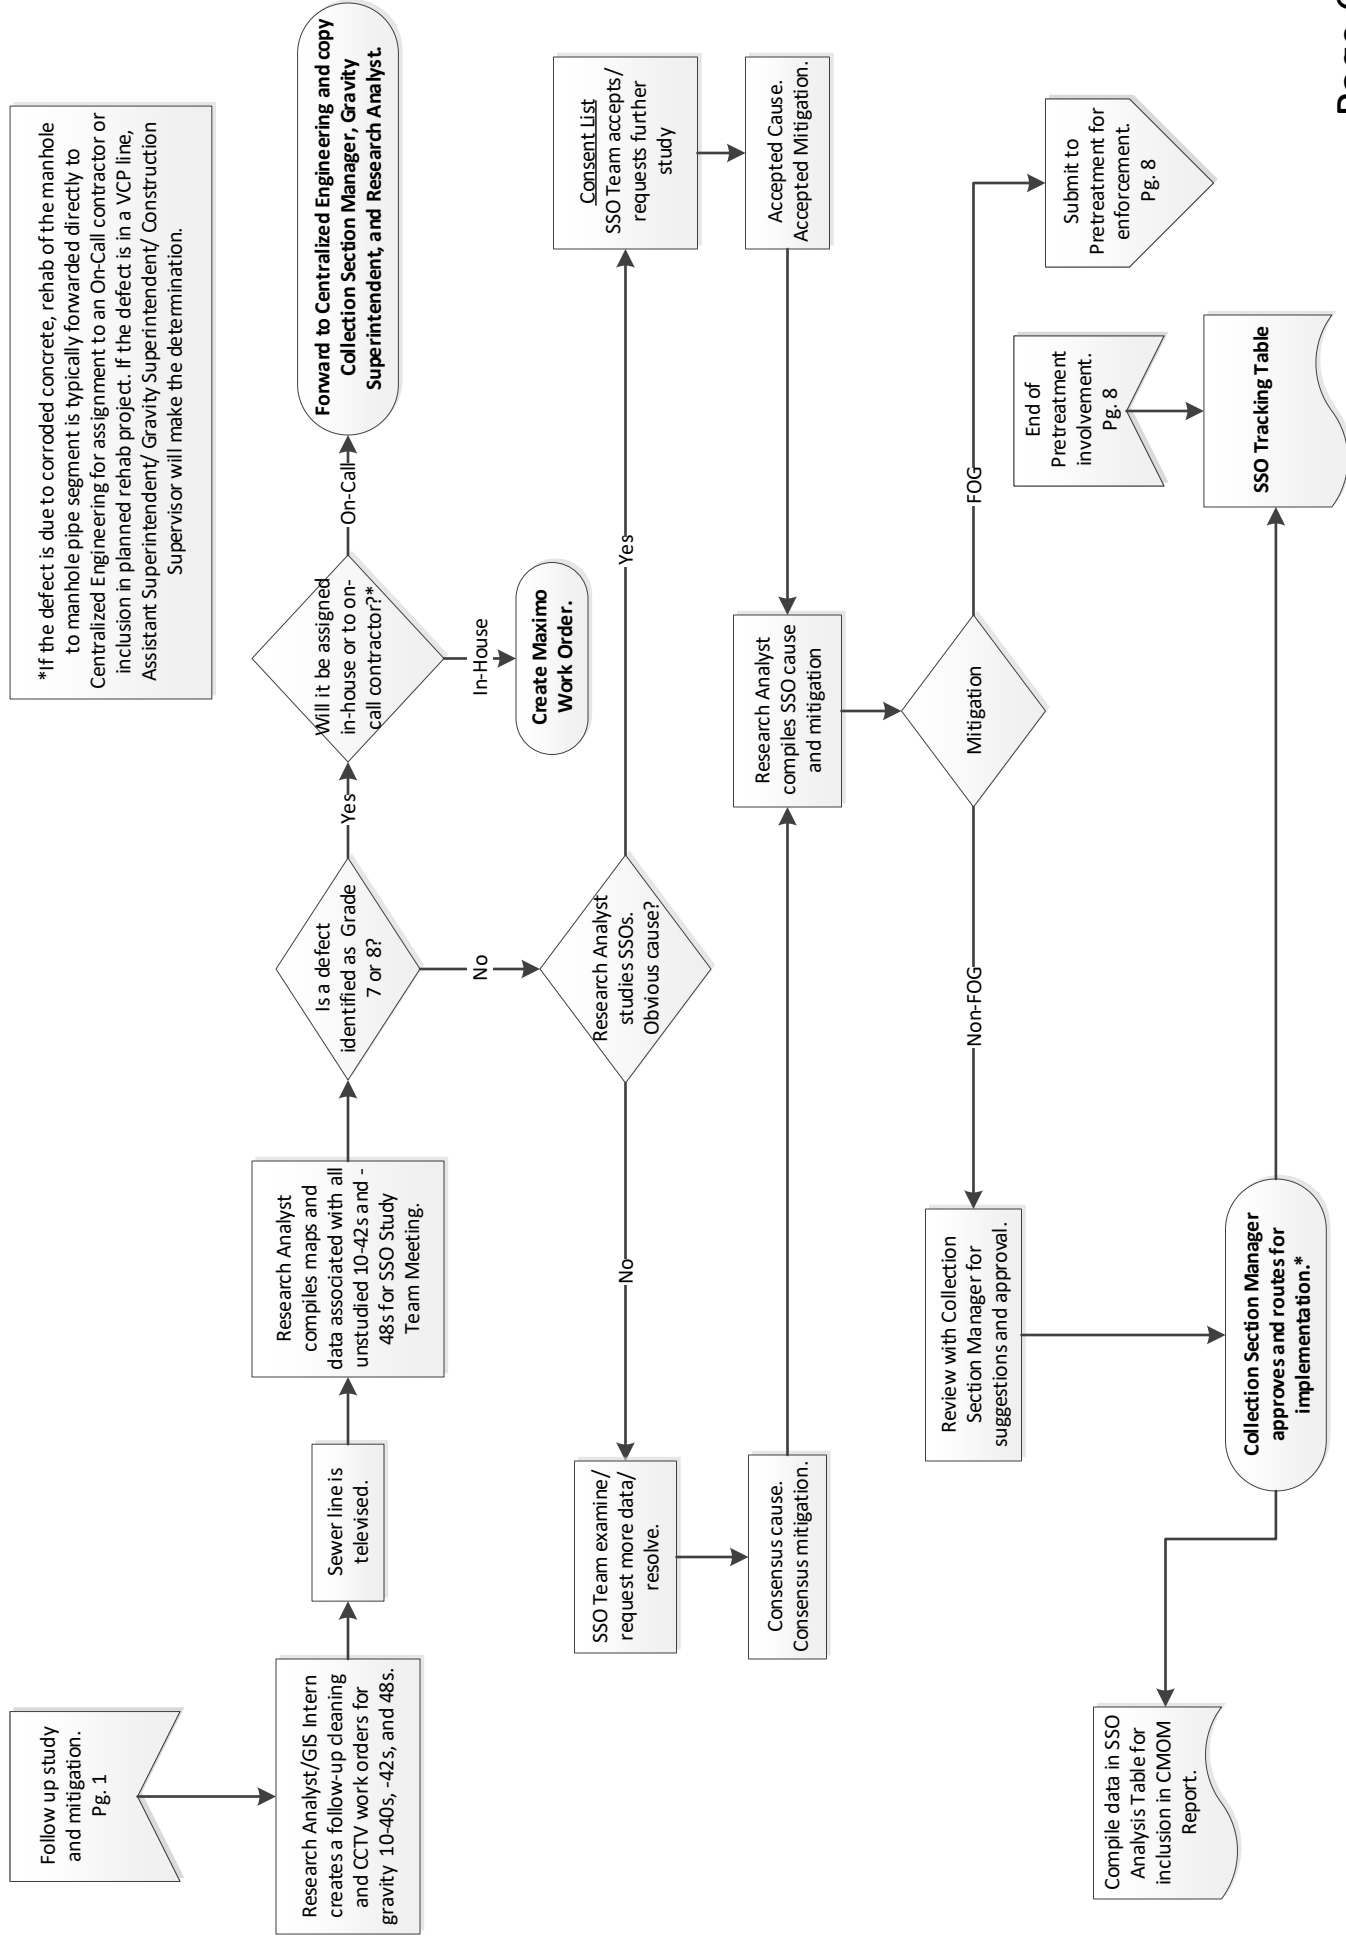 *If the defect is due to corroded concrete, rehab of the manhole
to manhole pipe segment is typically forwarded directly to
Centralized Engineering for assignment to an On-Call contractor or
inclusion in planned rehab project. If the defect is in a VCP line,
Assistant Superintendent/ Gravity Superintendent/ Construction
Supervisor will make the determination.
Follow up study
and mitigation.
Pg. 1
Research Analyst/GIS Intern
creates a follow-up cleaning
and CCTV work orders for
gravity 10-40s, -42s, and 48s.
Sewer line is
televised.
Research Analyst
compiles maps and
data associated with all
unstudied 10-42s and -
48s for SSO Study
Team Meeting.
Is a defect
identified as Grade
7 or 8?
Yes
Will it be assigned
in-house or to on-
call contractor?*
On-Call
Forward to Centralized Engineering and copy
Collection Section Manager, Gravity
Superintendent, and Research Analyst.
In-House
Create Maximo
Work Order.
No
Research Analyst
studies SSOs.
Obvious cause?
Yes
Consent List
SSO Team accepts/
requests further
study
Accepted Cause.
Accepted Mitigation.
No
SSO Team examine/
request more data/
resolve.
Consensus cause.
Consensus mitigation.
Research Analyst
compiles SSO cause
and mitigation
Mitigation
FOG
Submit to
Pretreatment for
enforcement.
Pg. 8
Non-FOG
Review with Collection
Section Manager for
suggestions and approval.
Collection Section Manager
approves and routes for
implementation.*
End of
Pretreatment
involvement.
Pg. 8
SSO Tracking Table
Compile data in SSO
Analysis Table for
inclusion in CMOM
Report.